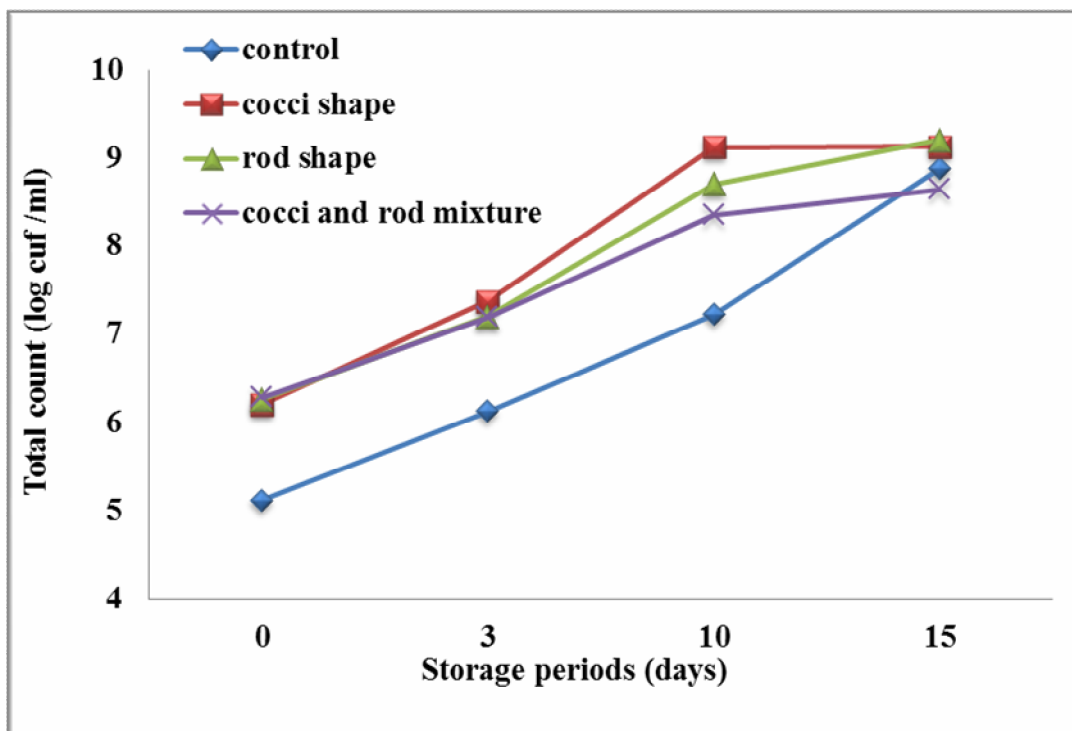 control
cocci shape
rod shape
cocci and rod mixture
10
9
8
7
6
5
4
Total count (log cuf /ml)
0 3 10 15
Storage periods (days)